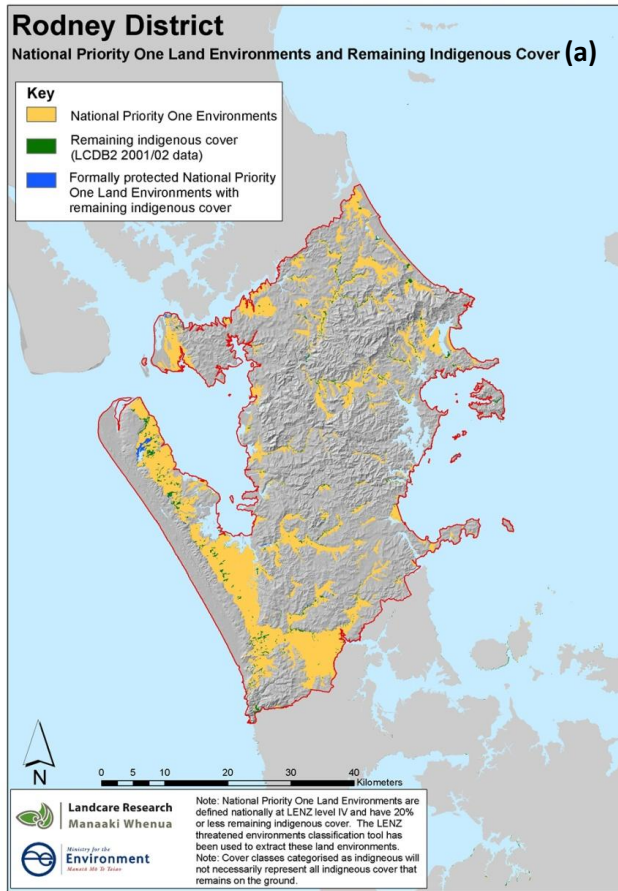 Rodney District
National Priority One Land Environments and Remaining Indigenous Cover (a)
Key
National Priority One Environments
Remaining indigenous cover
(LCDB2 2001/02 data)
Formally protected National Priority
One Land Environments with
remaining indigenous cover
N
0 5 10 20 30 40
Kilometers
Landcare Research
Manaaki Whenua
Ministry for the
Environment
Manatū Mō Te Taiao
Note: National Priority One Land Environments are
defined nationally at LENZ level IV and have 20%
or less remaining indigenous cover. The LENZ
threatened environments classification tool has
been used to extract these land environments.
Note: Cover classes categorised as indigneous will
not necessarily represent all indigneous cover that
remains on the ground.